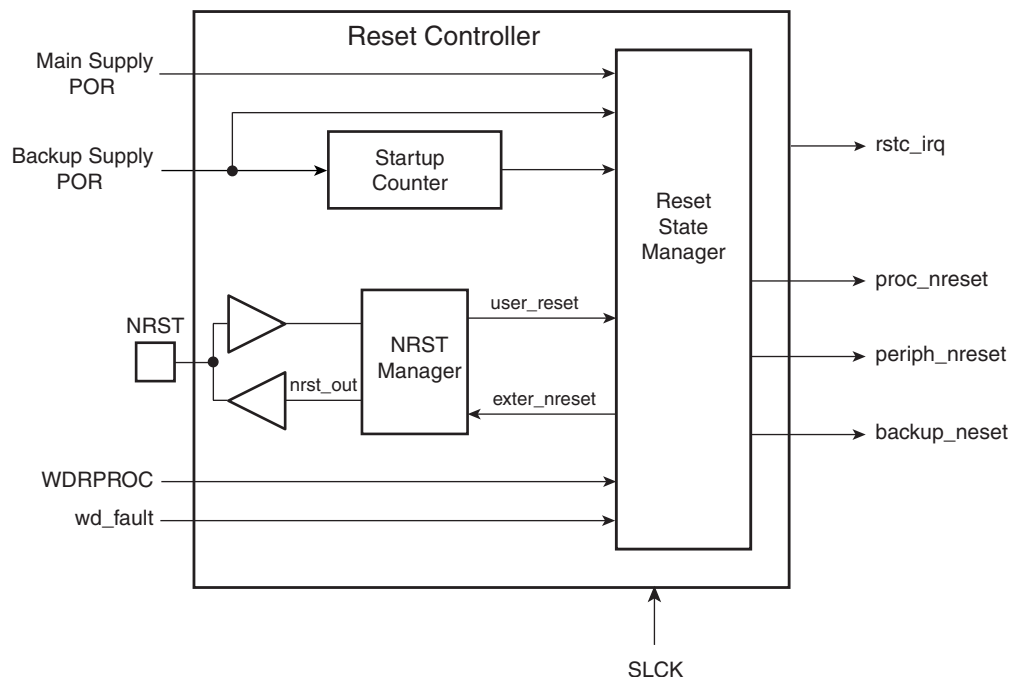 Reset Controller
Main Supply
POR
Backup Supply
POR
Startup
Counter
Reset
State
Manager
rstc_irq
proc_nreset
periph_nreset
backup_neset
NRST
NRST
Manager
user_reset
nrst_out
exter_nreset
WDRPROC
wd_fault
SLCK